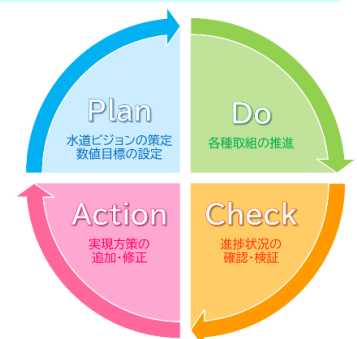 Plan
水道ビジョンの策定
数値目標の設定
Do
各種取組の推進
Action
実現方策の
追加・修正
Check
進捗状況の
確認・検証